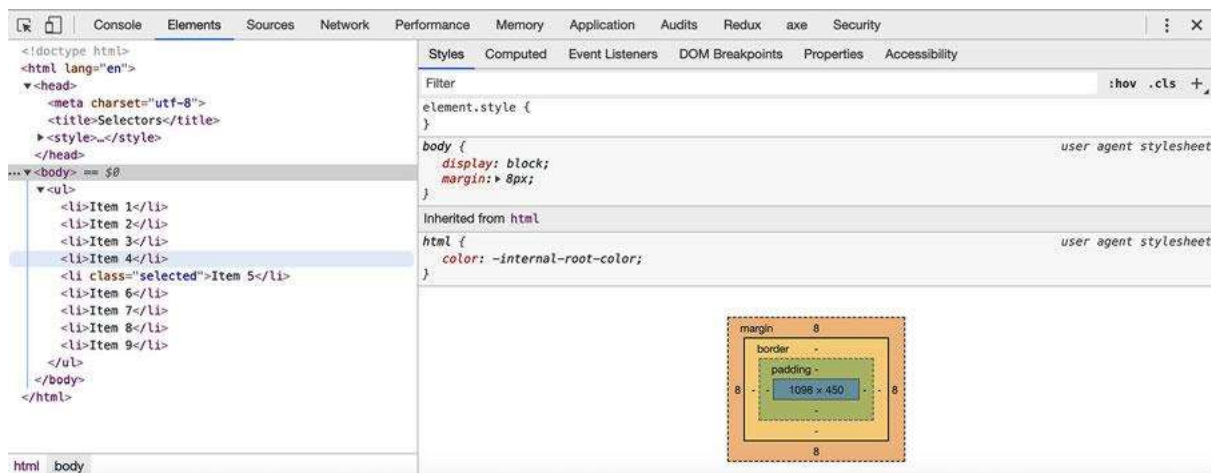 Console Elements Sources Network Performance Memory Application Audits Redux axe Security
<!doctype html>
<html lang="en">
▼<head>
<meta charset="utf-8">
<title>Selectors</title>
▶<style>…</style>
</head>
... ▼<body> == $0
▼<ul>
<li>Item 1</li>
<li>Item 2</li>
<li>Item 3</li>
<li>Item 4</li>
<li class="selected">Item 5</li>
<li>Item 6</li>
<li>Item 7</li>
<li>Item 8</li>
<li>Item 9</li>
</ul>
</body>
</html>
html body
Styles Computed Event Listeners DOM Breakpoints Properties Accessibility
Filter :hov .cls +
element.style {
}
body { user agent stylesheet
display: block;
margin:▶ 8px;
}
Inherited from html
html { user agent stylesheet
color: -internal-root-color;
}
margin 8
border -
padding -
8 - - 1096 × 450 - - 8
-
-
8